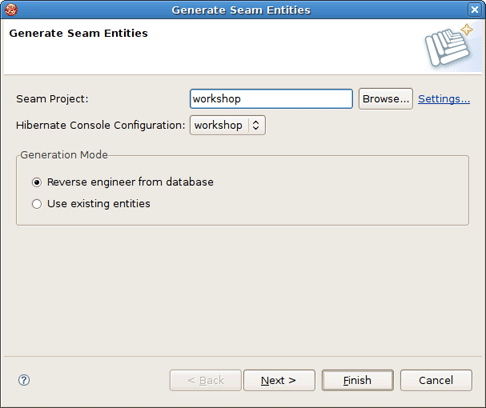 Generate Seam Entities
Generate Seam Entities
Seam Project: workshop Browse... Settings...
Hibernate Console Configuration: workshop
Generation Mode
Reverse engineer from database
Use existing entities
? < Back Next > Finish Cancel